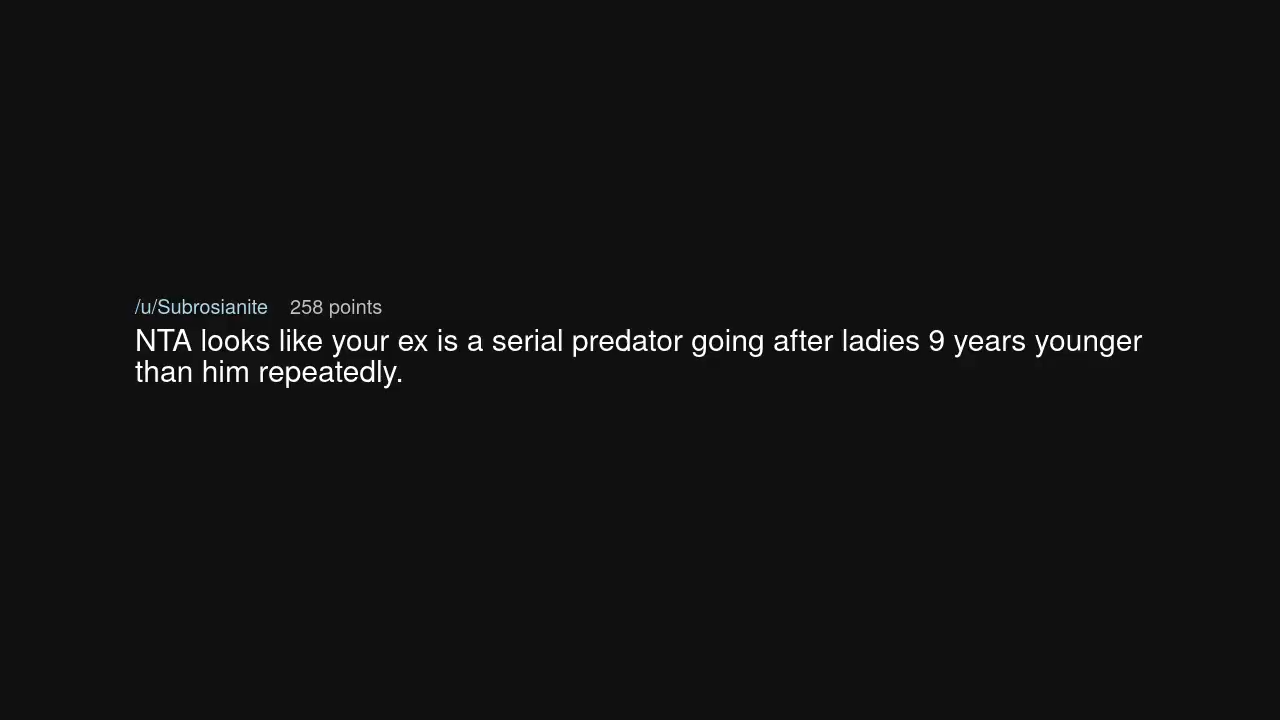 /u/Subrosianite 258 points
NTA looks like your ex is a serial predator going after ladies 9 years younger
than him repeatedly.